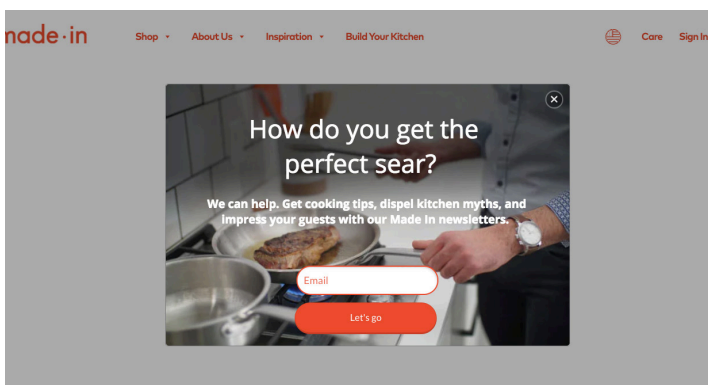 made·in
Shop About Us Inspiration Build Your Kitchen Care Sign In
How do you get the
perfect sear?
We can help. Get cooking tips, dispel kitchen myths, and
impress your guests with our Made In newsletters.
Email
Let's go